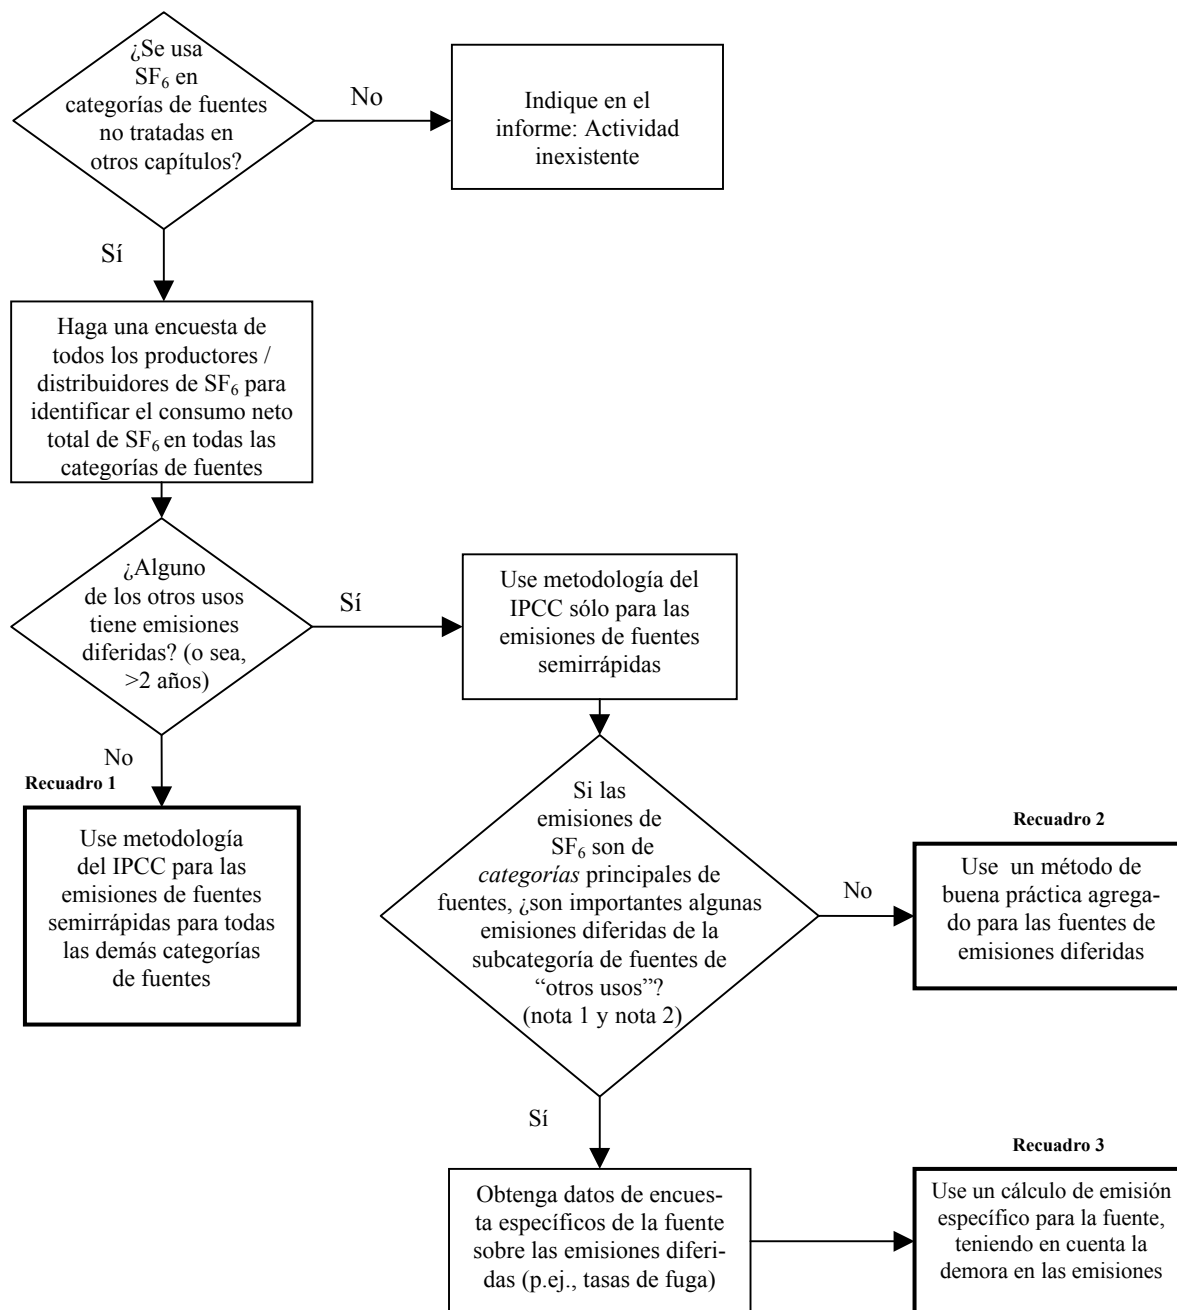 ¿Se usa
SF₆ en
categorías de fuentes
no tratadas en
otros capítulos?
No
Indique en el
informe: Actividad
inexistente
Sí
Haga una encuesta de
todos los productores /
distribuidores de SF₆ para
identificar el consumo neto
total de SF₆ en todas las
categorías de fuentes
¿Alguno
de los otros usos
tiene emisiones
diferidas? (o sea,
>2 años)
Sí
Use metodología del
IPCC sólo para las
emisiones de fuentes
semirrápidas
No
Recuadro 1
Use metodología
del IPCC para las
emisiones de fuentes
semirrápidas para todas
las demás categorías
de fuentes
Si las
emisiones de
SF₆ son de
categorías principales de
fuentes, ¿son importantes algunas
emisiones diferidas de la
subcategoría de fuentes de
“otros usos”?
(nota 1 y nota 2)
No
Recuadro 2
Use un método de
buena práctica agrega-
do para las fuentes de
emisiones diferidas
Sí
Obtenga datos de encues-
ta específicos de la fuente
sobre las emisiones diferi-
das (p.ej., tasas de fuga)
Recuadro 3
Use un cálculo de emisión
específico para la fuente,
teniendo en cuenta la
demora en las emisiones